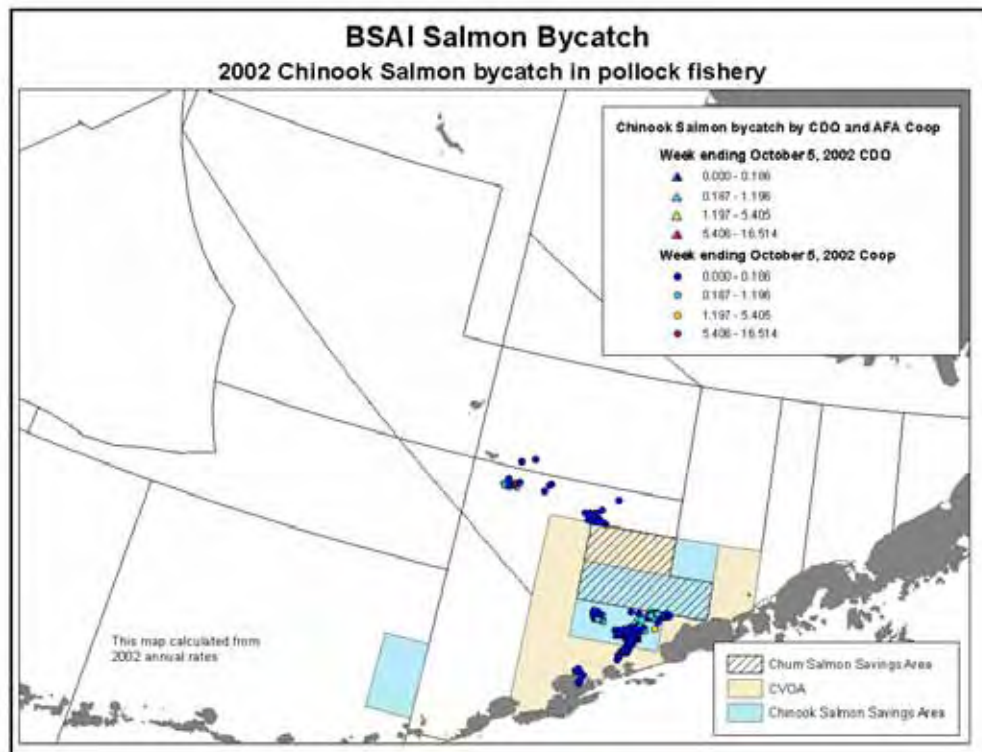 BSAI Salmon Bycatch
2002 Chinook Salmon bycatch in pollock fishery
Chinook Salmon bycatch by CDQ and AFA Coop
Week ending October 5, 2002 CDQ
0.000 - 0.186
0.187 - 1.196
1.197 - 5.405
5.406 - 16.514
Week ending October 5, 2002 Coop
0.000 - 0.186
0.187 - 1.196
1.197 - 5.405
5.406 - 16.514
This map calculated from
2002 annual rates
Chum Salmon Savings Area
CVOA
Chinook Salmon Savings Area